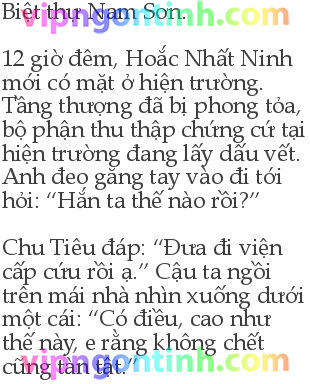 vipngontinh.com
Biệt thự Nam Sơn.
12 giờ đêm, Hoắc Nhất Ninh
mới có mặt ở hiện trường.
Tầng thượng đã bị phong tỏa,
bộ phận thu thập chứng cứ tại
hiện trường đang lấy dấu vết.
Anh đeo găng tay vào đi tới
hỏi: “Hắn ta thế nào rồi?”
Chu Tiêu đáp: “Đưa đi viện
cấp cứu rồi ạ.” Cậu ta ngồi
trên mái nhà nhìn xuống dưới
một cái: “Có điều, cao như
thế này, e rằng không chết
cũng tàn tật.”
vipngontinh.com